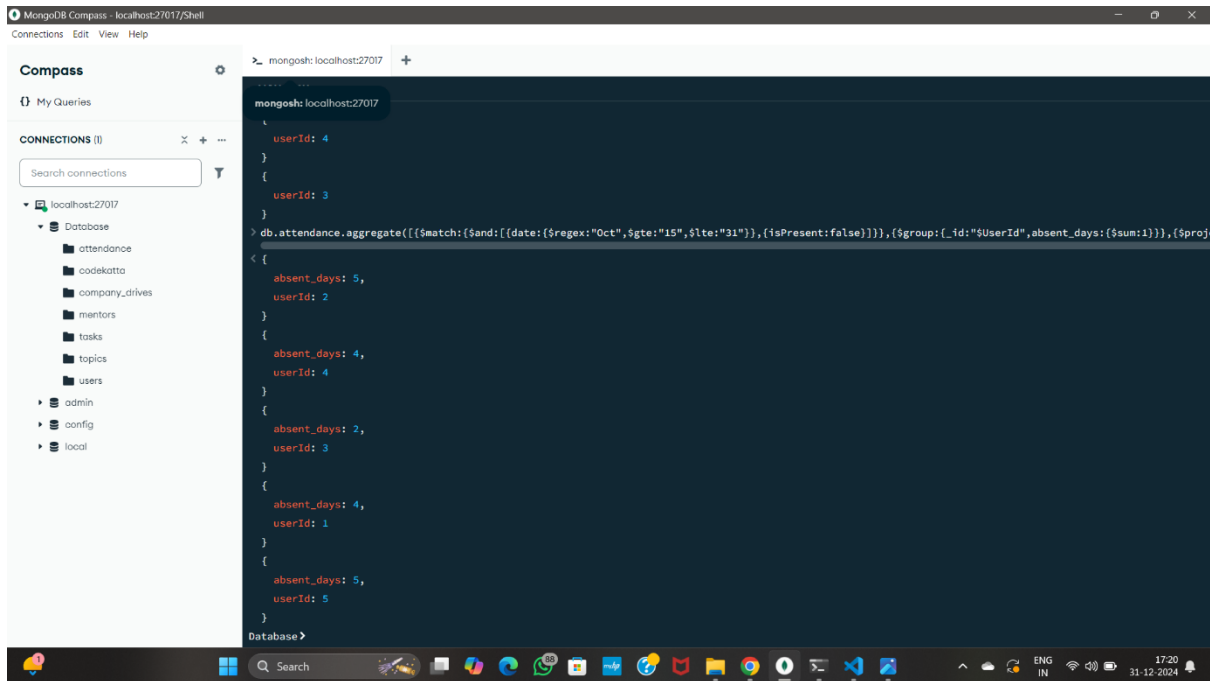 MongoDB Compass - localhost:27017/Shell
Connections Edit View Help
Compass
{} My Queries
CONNECTIONS (1)
Search connections
localhost:27017
Database
attendance
codekatta
company_drives
mentors
tasks
topics
users
admin
config
local
>_ mongosh: localhost:27017 +
mongosh: localhost:27017
{
userId: 4
}
{
userId: 3
}
> db.attendance.aggregate([{$match:{$and:[{date:{$regex:"Oct",$gte:"15",$lte:"31"}},{isPresent:false}]}},{$group:{_id:"$UserId",absent_days:{$sum:1}}},{$proj
< {
absent_days: 5,
userId: 2
}
{
absent_days: 4,
userId: 4
}
{
absent_days: 2,
userId: 3
}
{
absent_days: 4,
userId: 1
}
{
absent_days: 5,
userId: 5
}
Database>
1
Search
88
ENG
IN
17:20
31-12-2024